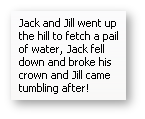 Jack and Jill went up
the hill to fetch a pail
of water, Jack fell
down and broke his
crown and Jill came
tumbling after!